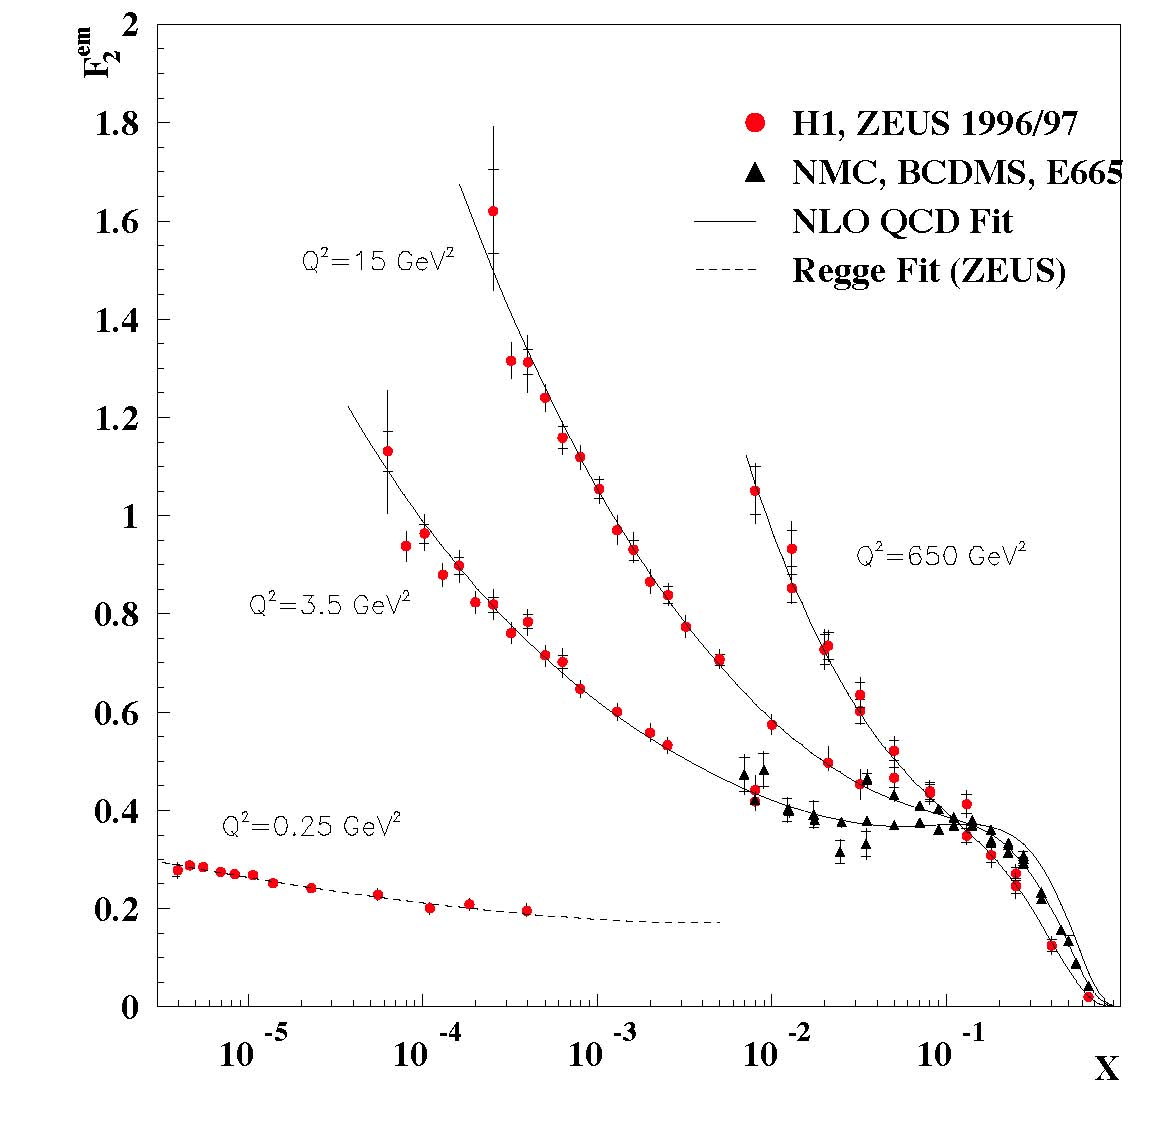 F₂ᵉᵐ
2
1.8
1.6
1.4
1.2
1
0.8
0.6
0.4
0.2
0
H1, ZEUS 1996/97
NMC, BCDMS, E665
NLO QCD Fit
Regge Fit (ZEUS)
Q²=15 GeV²
Q²=650 GeV²
Q²=3.5 GeV²
Q²=0.25 GeV²
10⁻⁵ 10⁻⁴ 10⁻³ 10⁻² 10⁻¹
X